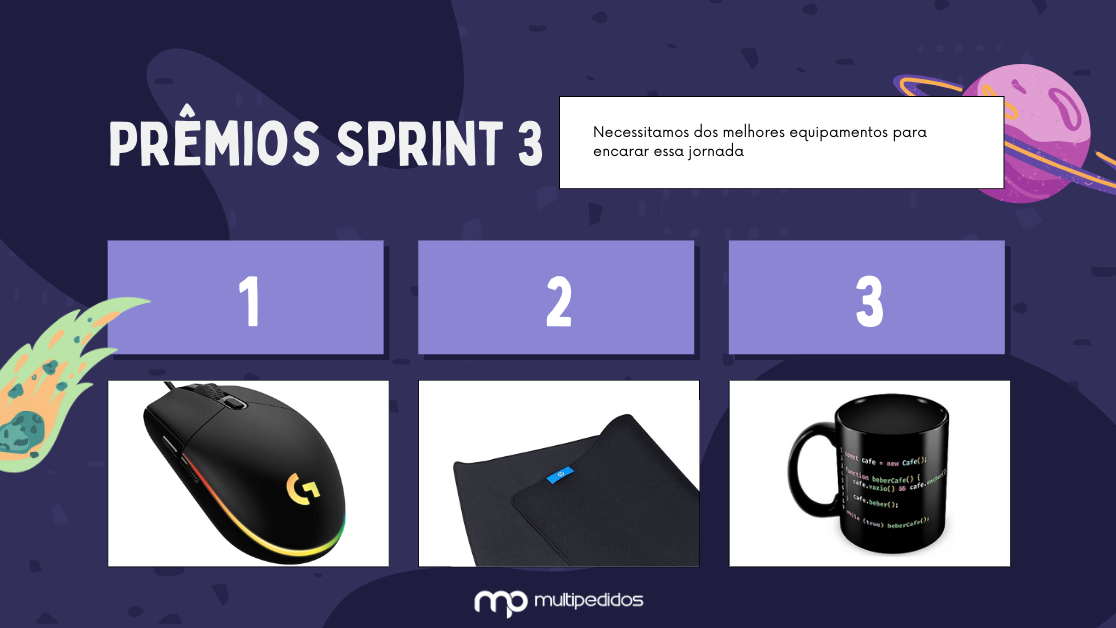 PRÊMIOS SPRINT 3
Necessitamos dos melhores equipamentos para
encarar essa jornada
1
2
3
G
const cafe = new Cafe();
function beberCafe() {
cafe.vazio() && cafe.encher()
cafe.beber();
while (true) beberCafe();
mp multipedidos